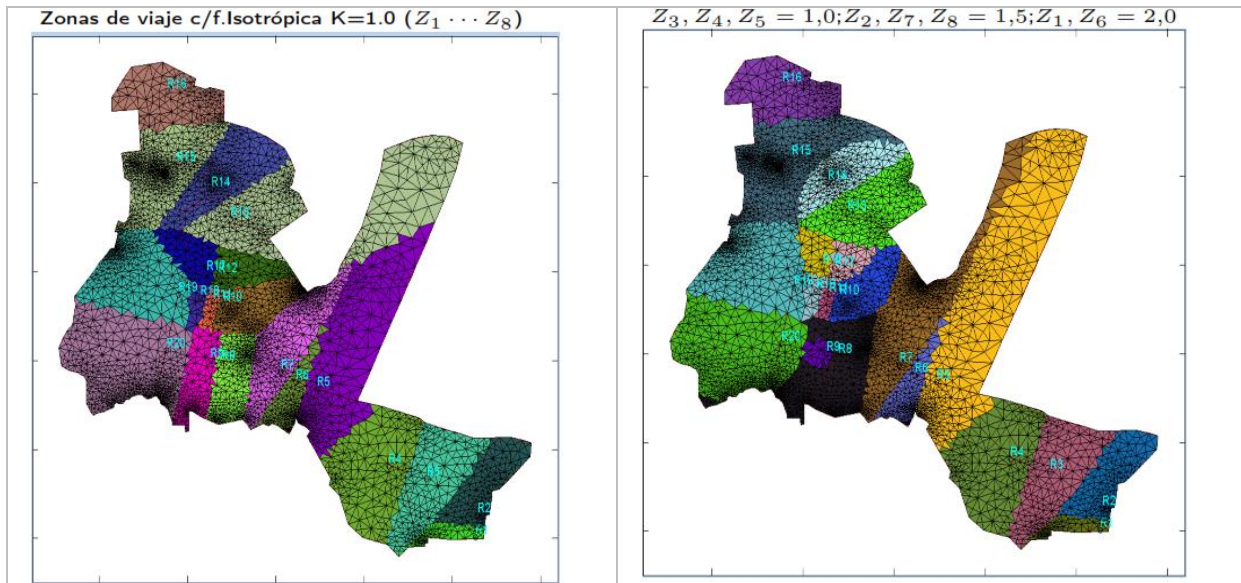 Zonas de viaje c/f.Isotrópica K=1.0 (Z₁ ··· Z₈)
R16
R15
R14
R13
R12
R19
R18
R10
R20
R8
R7
R6
R5
R4
R3
R2
Z₃, Z₄, Z₅ = 1,0;Z₂, Z₇, Z₈ = 1,5;Z₁, Z₆ = 2,0
R16
R15
R14
R13
R10
R20
R9
R8
R7
R6
R5
R4
R3
R2